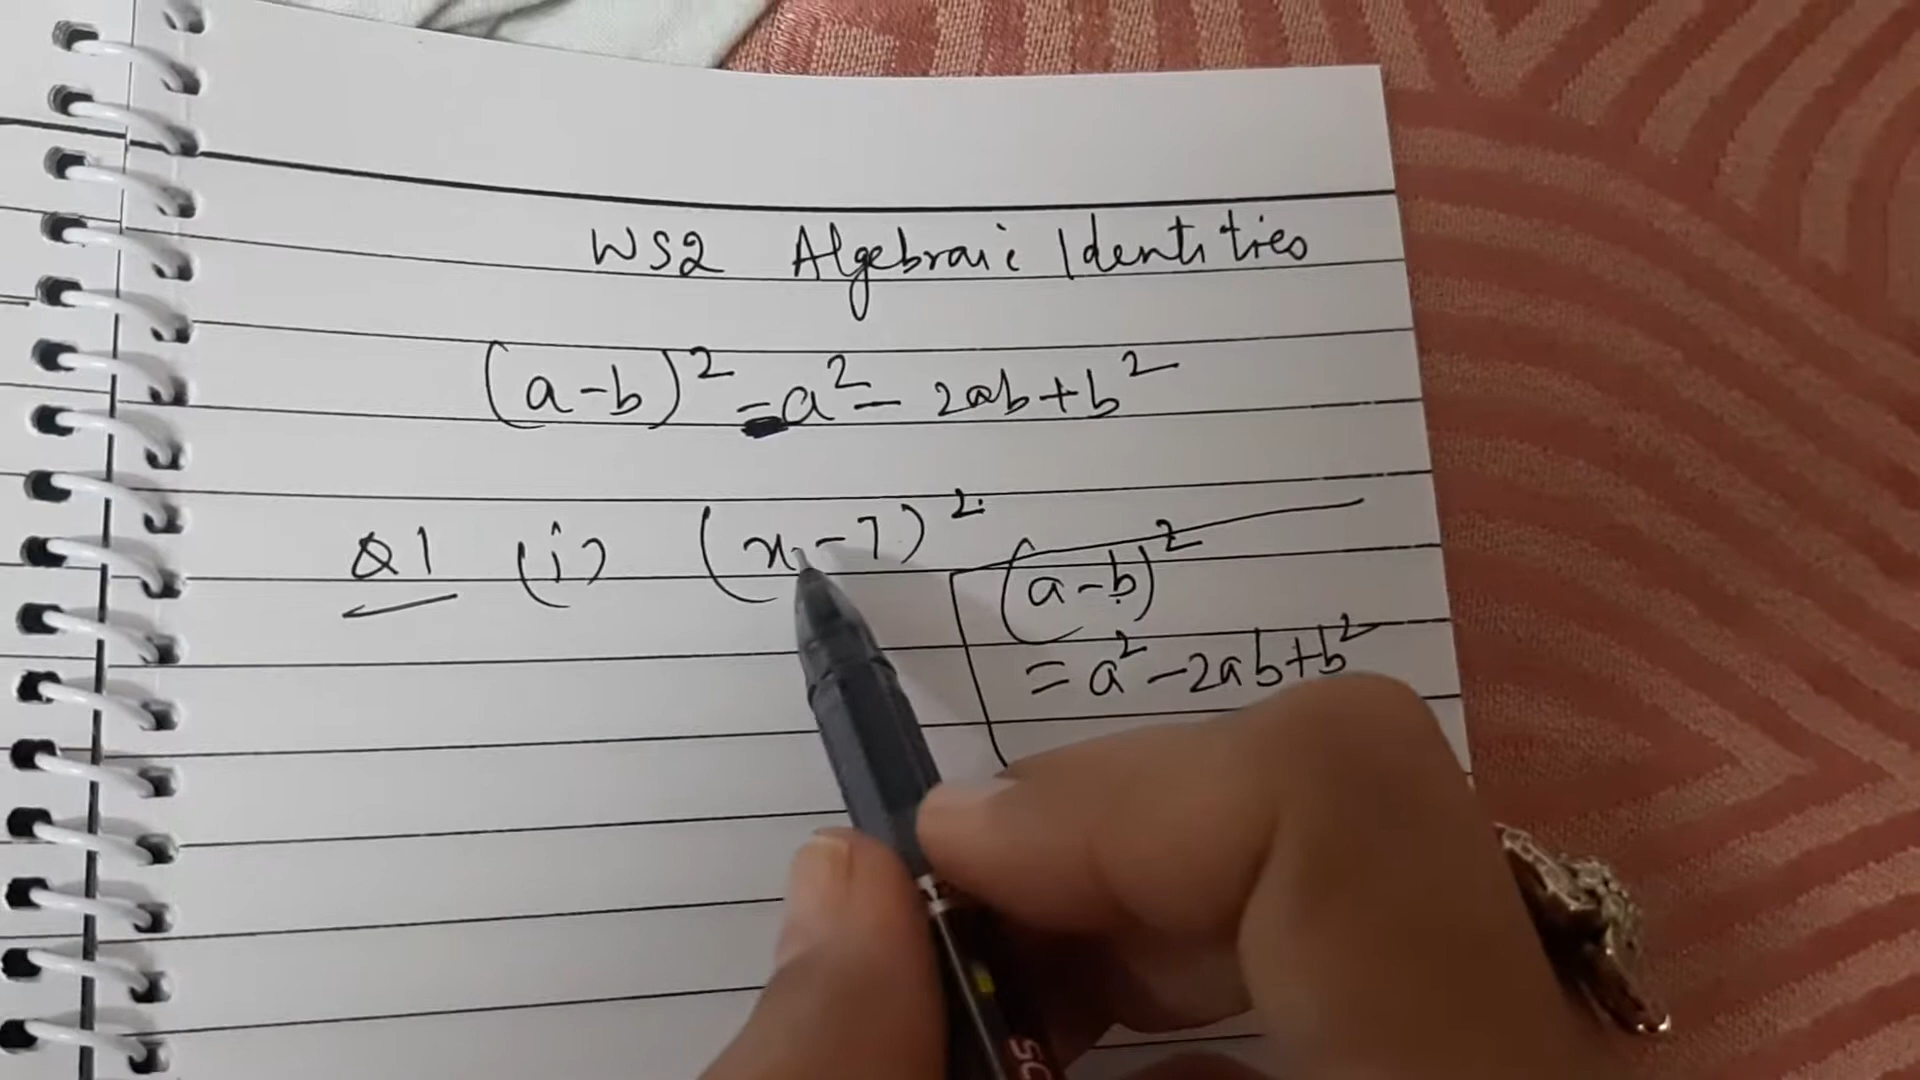 WS2 Algebraic Identities
(a-b)² = a² - 2ab + b²
Q1 (i) (x-7)²
(a-b)²
= a² - 2ab + b²